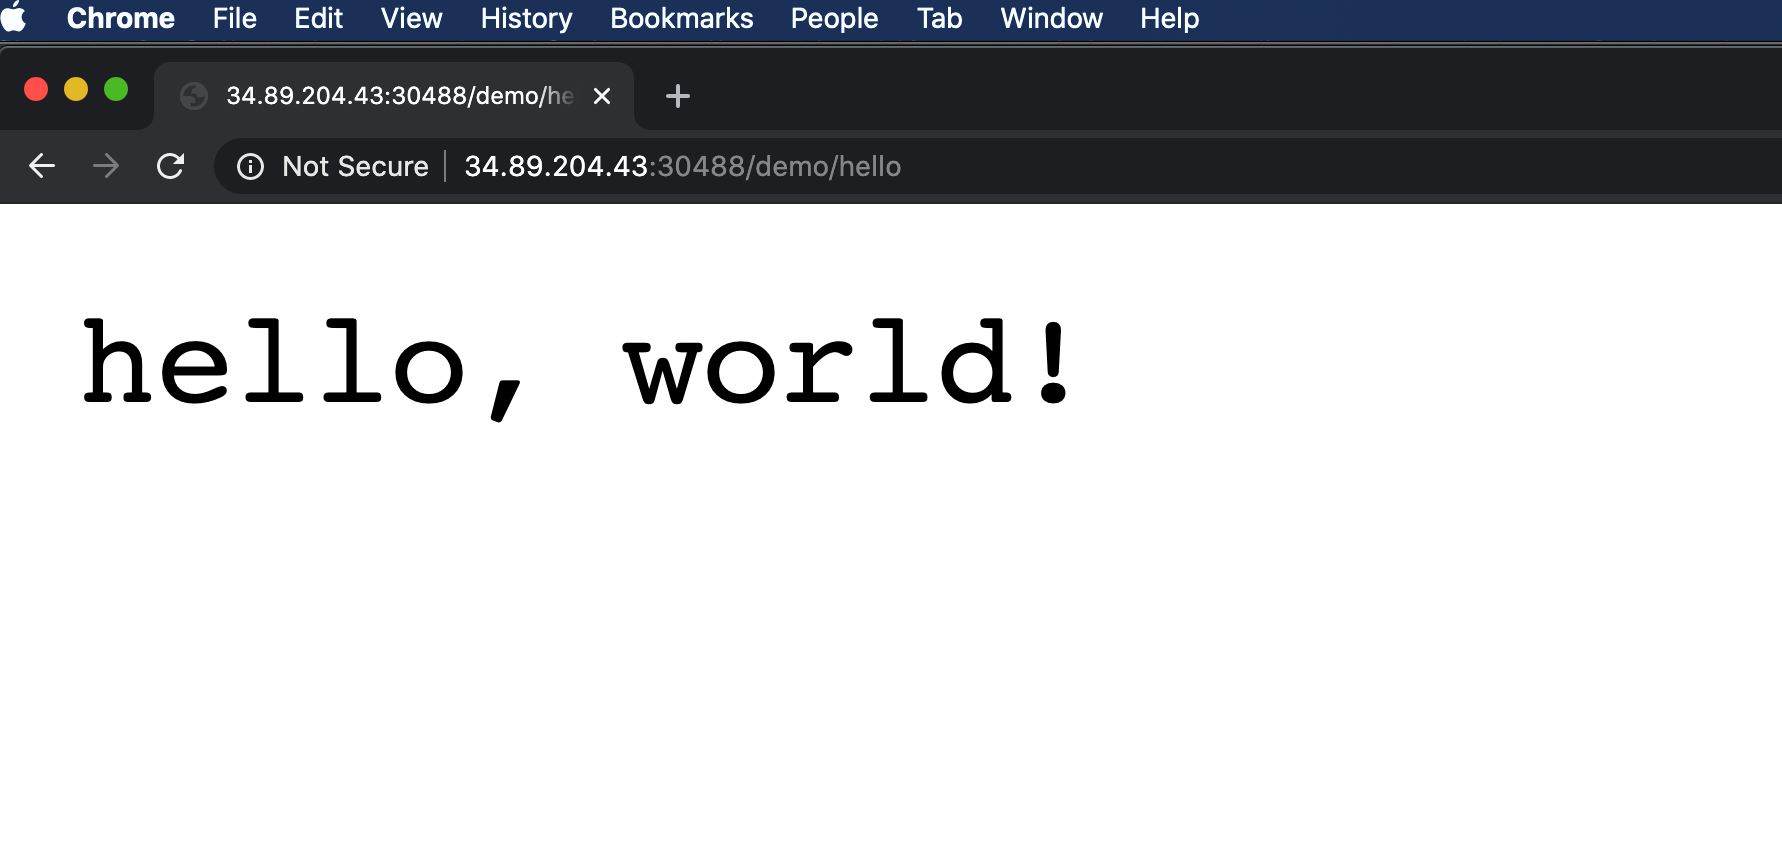 Chrome File Edit View History Bookmarks People Tab Window Help
34.89.204.43:30488/demo/he
Not Secure 34.89.204.43:30488/demo/hello
hello, world!